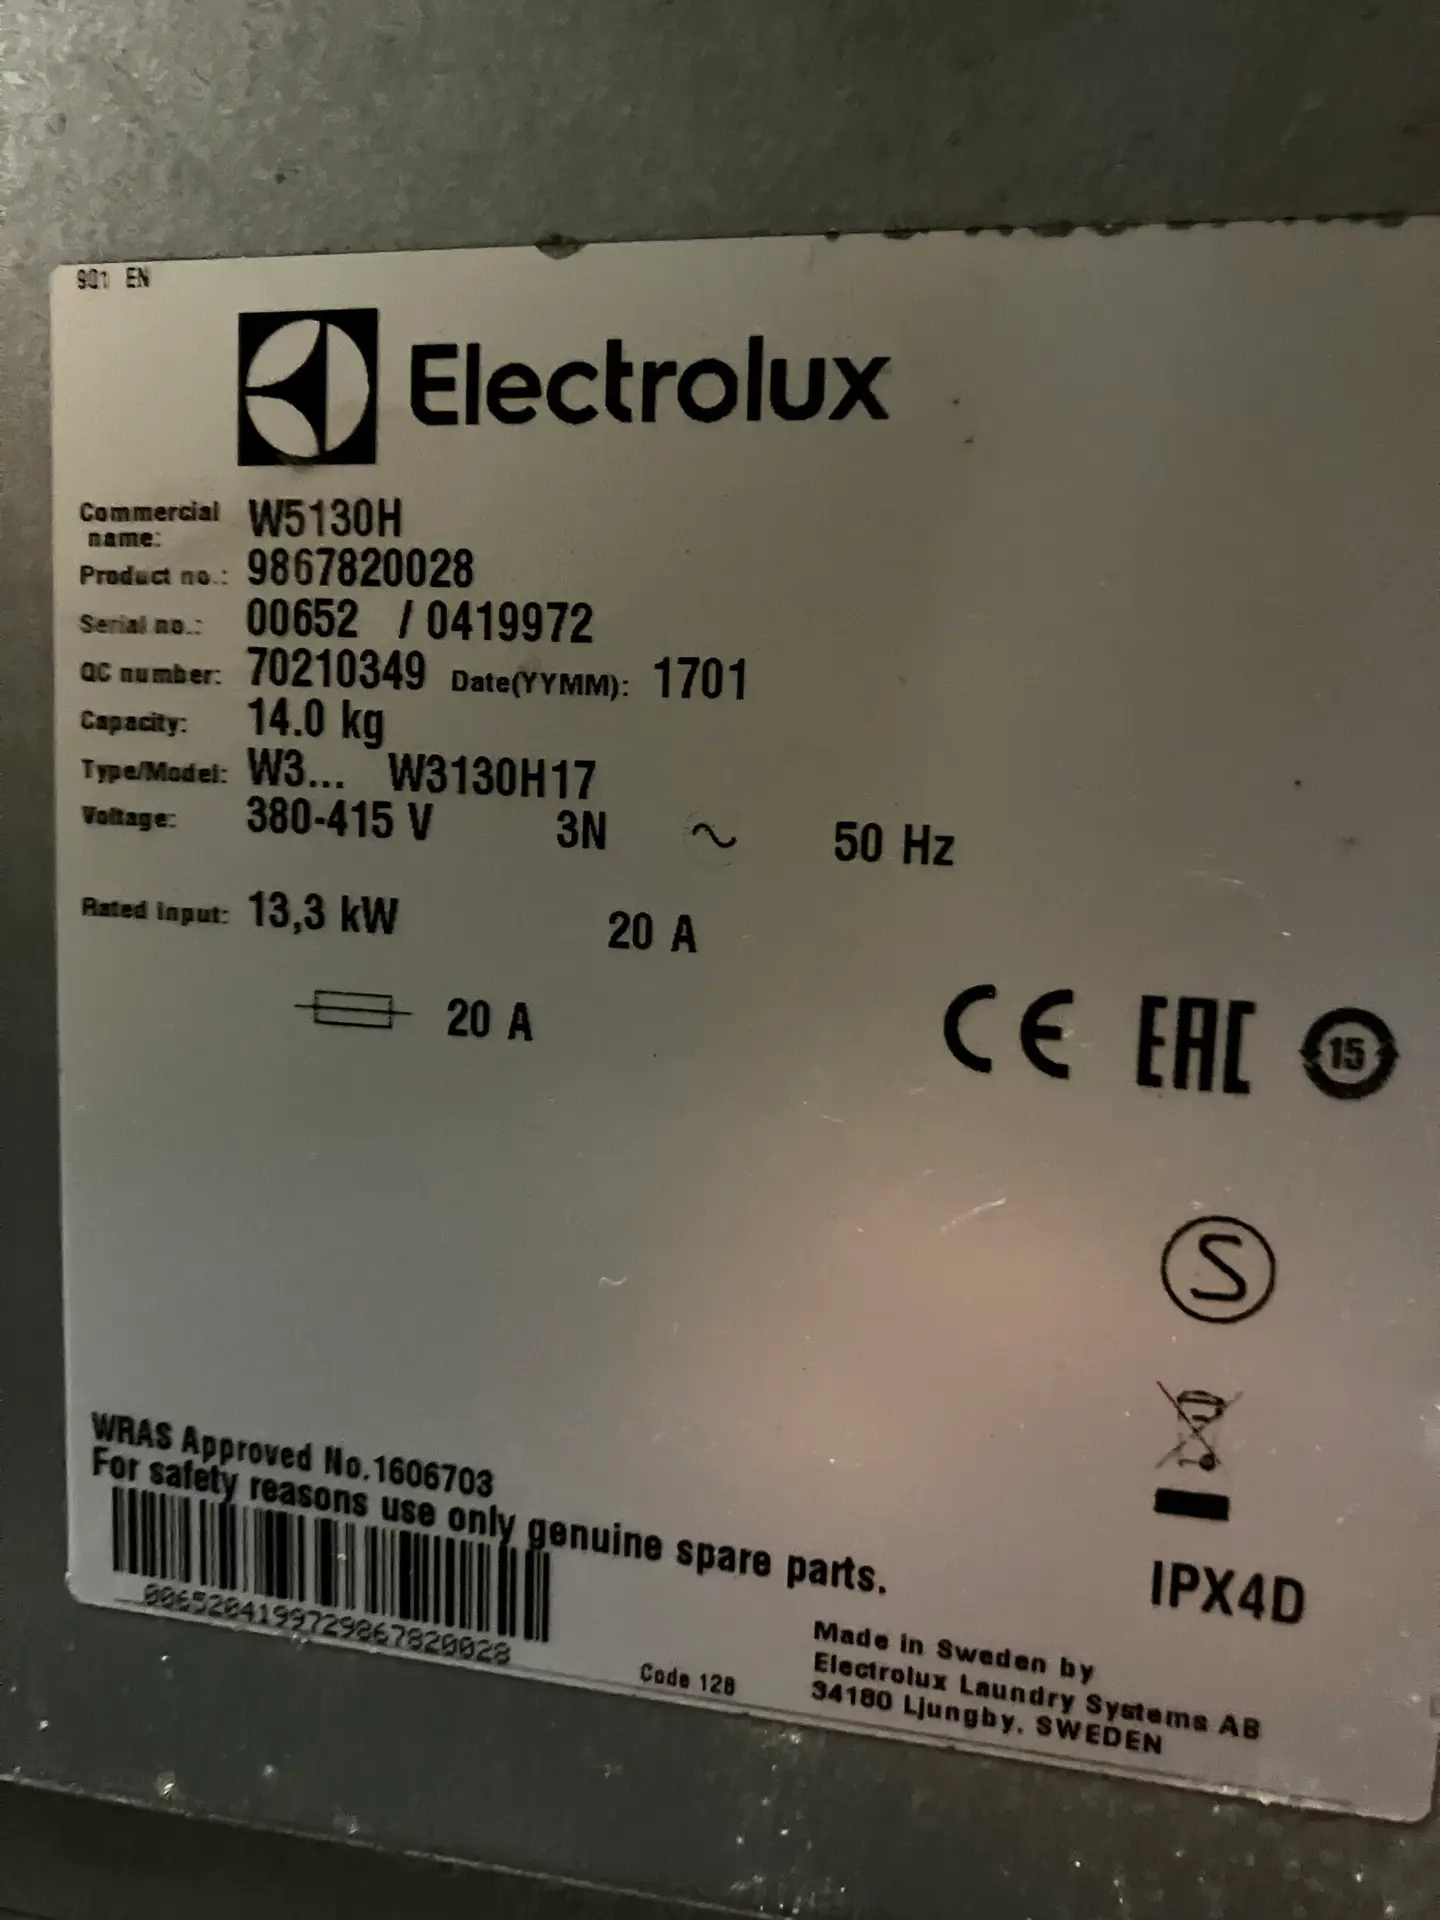 901 EN
Electrolux
Commercial name: W5130H
Product no.: 9867820028
Serial no.: 00652 / 0419972
QC number: 70210349 Date(YYMM): 1701
Capacity: 14.0 kg
Type/Model: W3... W3130H17
Voltage: 380-415 V 3N ~ 50 Hz
Rated input: 13,3 kW 20 A
20 A
CE EAC 15
S
WRAS Approved No.1606703
For safety reasons use only genuine spare parts.
IPX4D
0065204199729867820028
Code 128
Made in Sweden by
Electrolux Laundry Systems AB
34180 Ljungby, SWEDEN